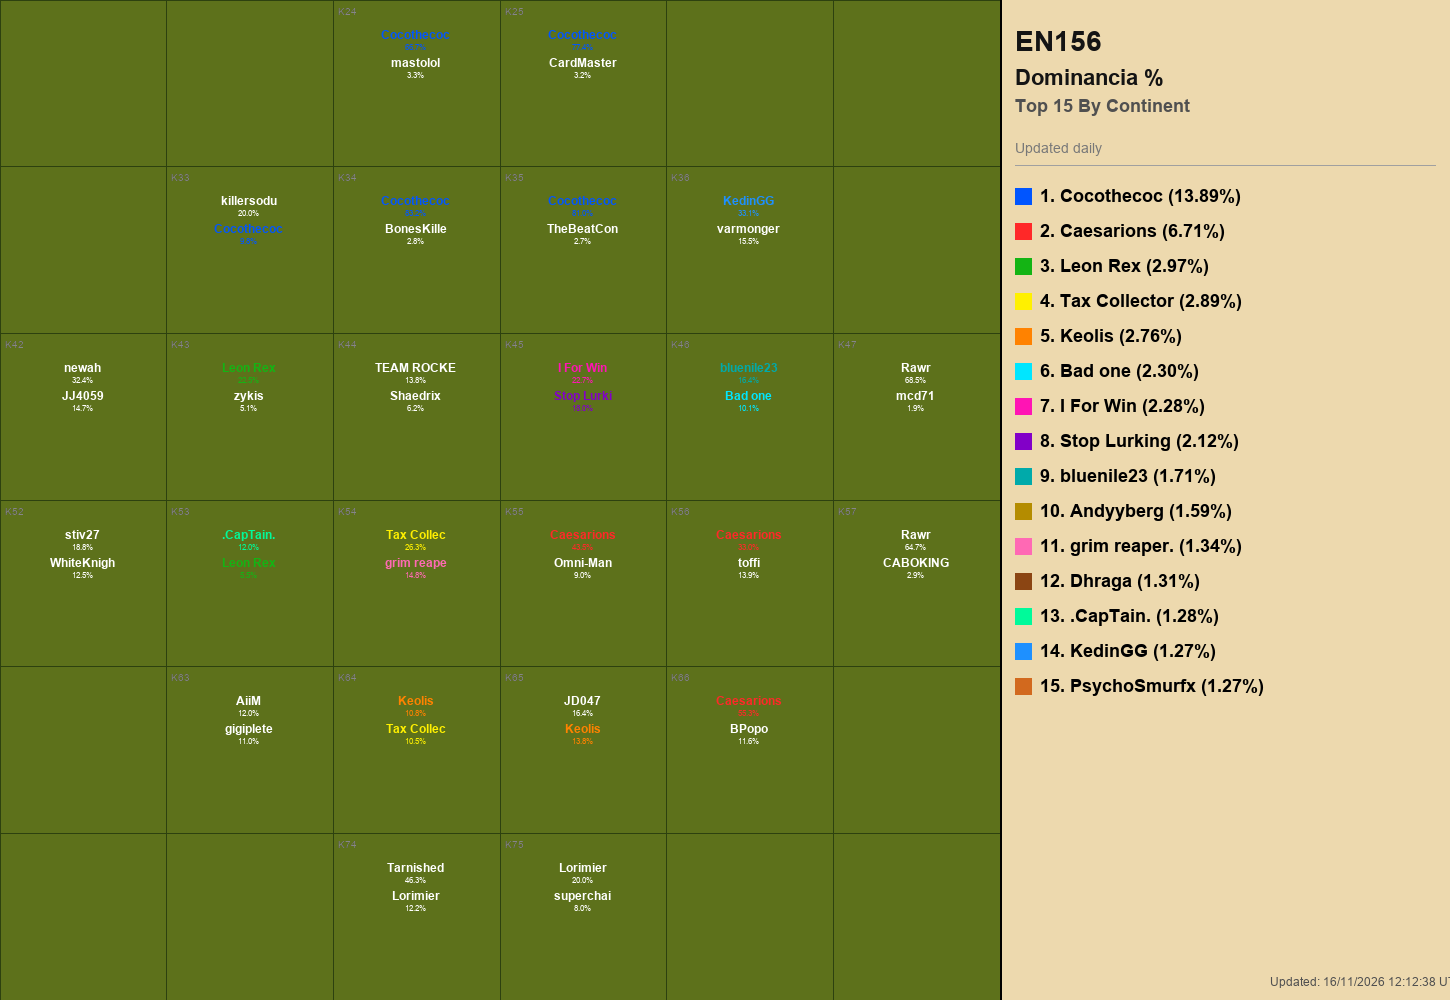 K24
Cocothecoc
mastolol
3.3%
K25
Cocothecoc
CardMaster
3.2%
K33
killersodu
20.0%
Cocothecoc
K34
Cocothecoc
BonesKille
2.8%
K35
Cocothecoc
TheBeatCon
2.7%
K36
KedinGG
varmonger
15.5%
K42
newah
32.4%
JJ4059
14.7%
K43
Leon Rex
zykis
5.1%
K44
TEAM ROCKE
13.8%
Shaedrix
6.2%
K45
I For Win
Stop Lurki
K46
bluenile23
Bad one
10.1%
K47
Rawr
68.5%
mcd71
1.9%
K52
stiv27
18.8%
WhiteKnigh
12.5%
K53
.CapTain.
12.0%
Leon Rex
K54
Tax Collec
26.3%
grim reape
14.8%
K55
Caesarions
Omni-Man
9.0%
K56
Caesarions
toffi
13.9%
K57
Rawr
64.7%
CABOKING
2.9%
K63
AiiM
12.0%
gigiplete
11.0%
K64
Keolis
10.8%
Tax Collec
10.5%
K65
JD047
16.4%
Keolis
13.8%
K66
Caesarions
BPopo
11.6%
K74
Tarnished
46.3%
Lorimier
12.2%
K75
Lorimier
20.0%
superchai
8.0%
EN156
Dominancia %
Top 15 By Continent
Updated daily
1. Cocothecoc (13.89%)
2. Caesarions (6.71%)
3. Leon Rex (2.97%)
4. Tax Collector (2.89%)
5. Keolis (2.76%)
6. Bad one (2.30%)
7. I For Win (2.28%)
8. Stop Lurking (2.12%)
9. bluenile23 (1.71%)
10. Andyyberg (1.59%)
11. grim reaper. (1.34%)
12. Dhraga (1.31%)
13. .CapTain. (1.28%)
14. KedinGG (1.27%)
15. PsychoSmurfx (1.27%)
Updated: 16/11/2026 12:12:38